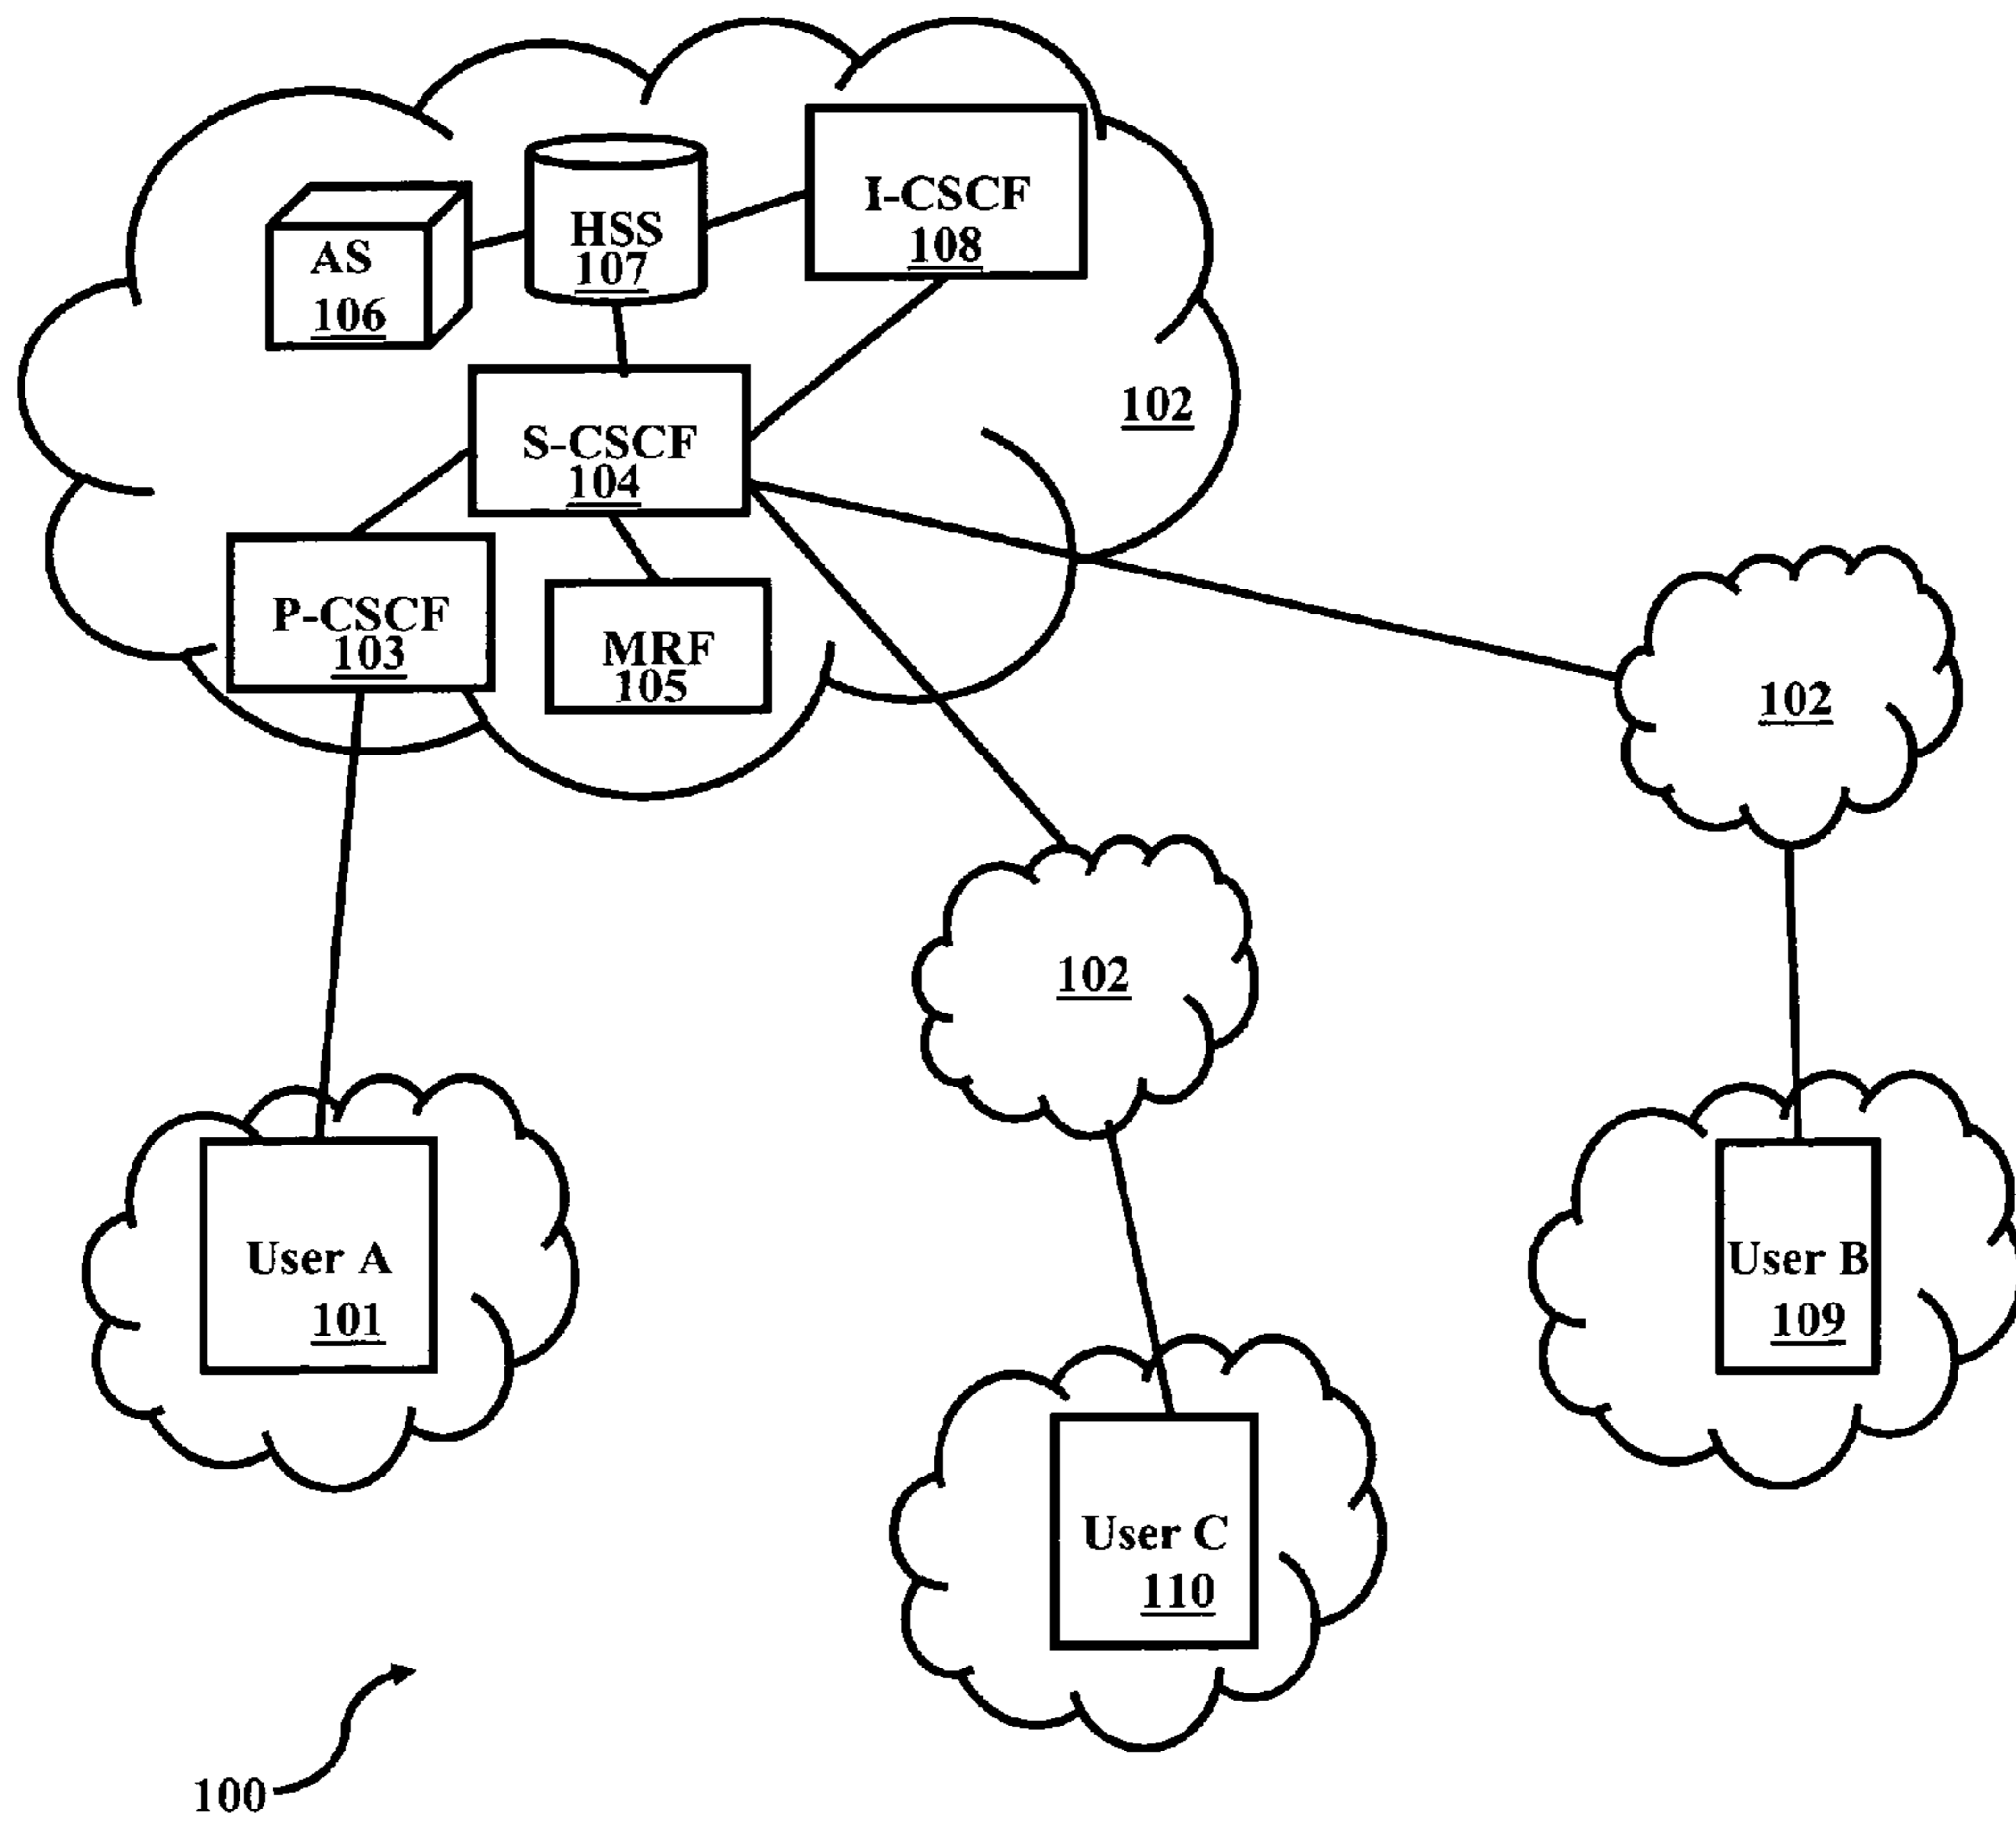 I-CSCF
108
HSS
107
AS
106
102
S-CSCF
104
P-CSCF
103
MRF
105
102
102
User A
101
User B
109
User C
110
100